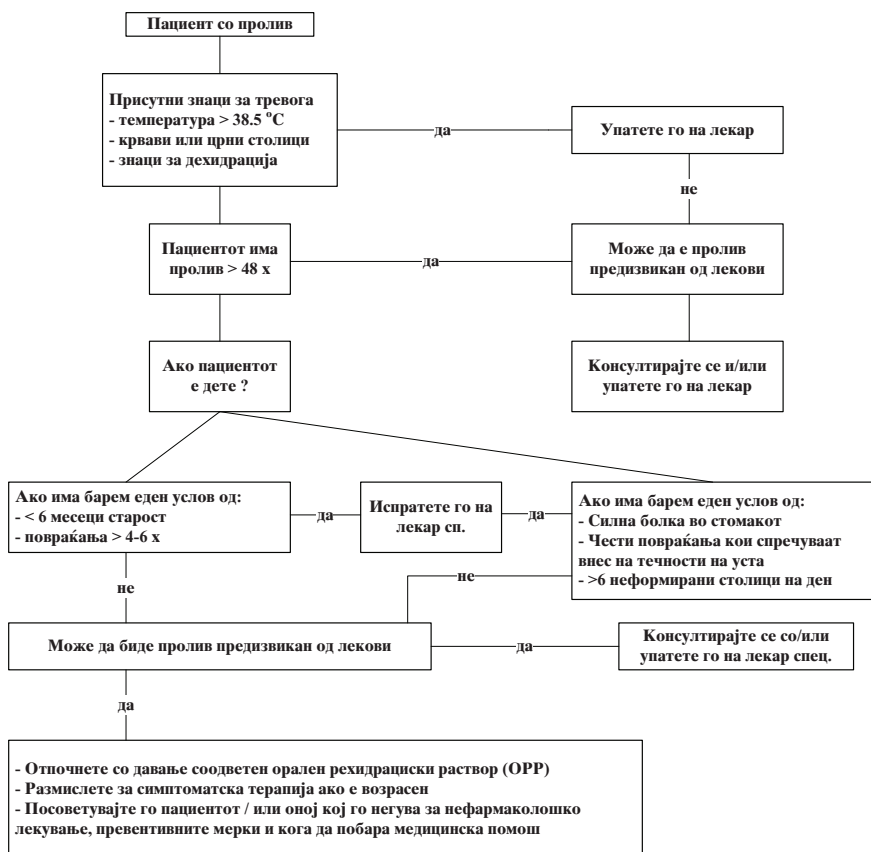 Пациент со пролив
Присутни знаци за тревога
- температура > 38.5 °C
- крвави или црни столици
- знаци за дехидрација
да
Упатете го на лекар
не
Пациентот има
пролив > 48 х
да
Може да е пролив
предизвикан од лекови
Ако пациентот
е дете ?
Консултирајте се и/или
упатете го на лекар
Ако има барем еден услов од:
- < 6 месеци старост
- повраќања > 4-6 х
да
Испратете го на
лекар сп.
да
Ако има барем еден услов од:
- Силна болка во стомакот
- Чести повраќања кои спречуваат
внес на течности на уста
- >6 неформирани столици на ден
не
не
Може да биде пролив предизвикан од лекови
да
Консултирајте се со/или
упатете го на лекар спец.
да
- Отпочнете со давање соодветен орален рехидрациски раствор (ОРР)
- Размислете за симптоматска терапија ако е возрасен
- Посоветувајте го пациентот / или оној кој го негува за нефармаколошко
лекување, превентивните мерки и кога да побара медицинска помош